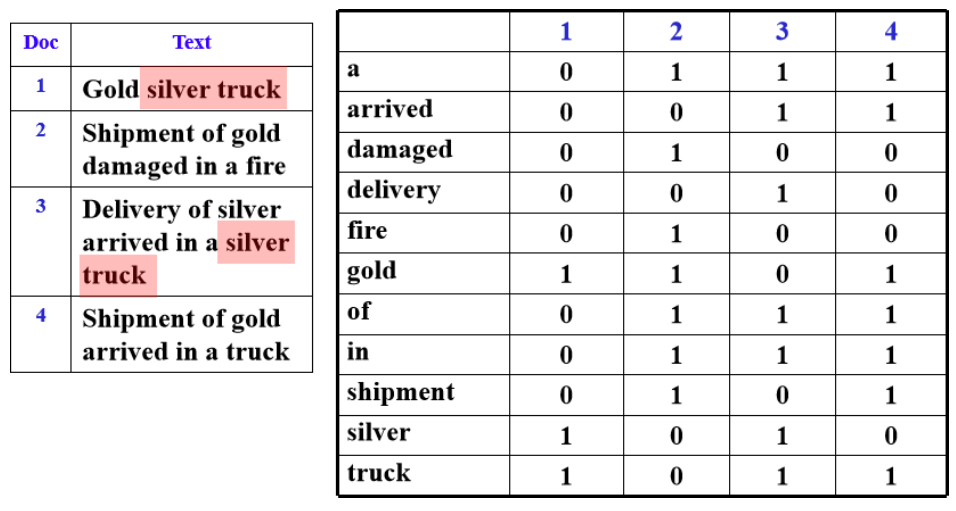 Doc Text
1 Gold silver truck
2 Shipment of gold
damaged in a fire
3 Delivery of silver
arrived in a silver
truck
4 Shipment of gold
arrived in a truck
1 2 3 4
a 0 1 1 1
arrived 0 0 1 1
damaged 0 1 0 0
delivery 0 0 1 0
fire 0 1 0 0
gold 1 1 0 1
of 0 1 1 1
in 0 1 1 1
shipment 0 1 0 1
silver 1 0 1 0
truck 1 0 1 1